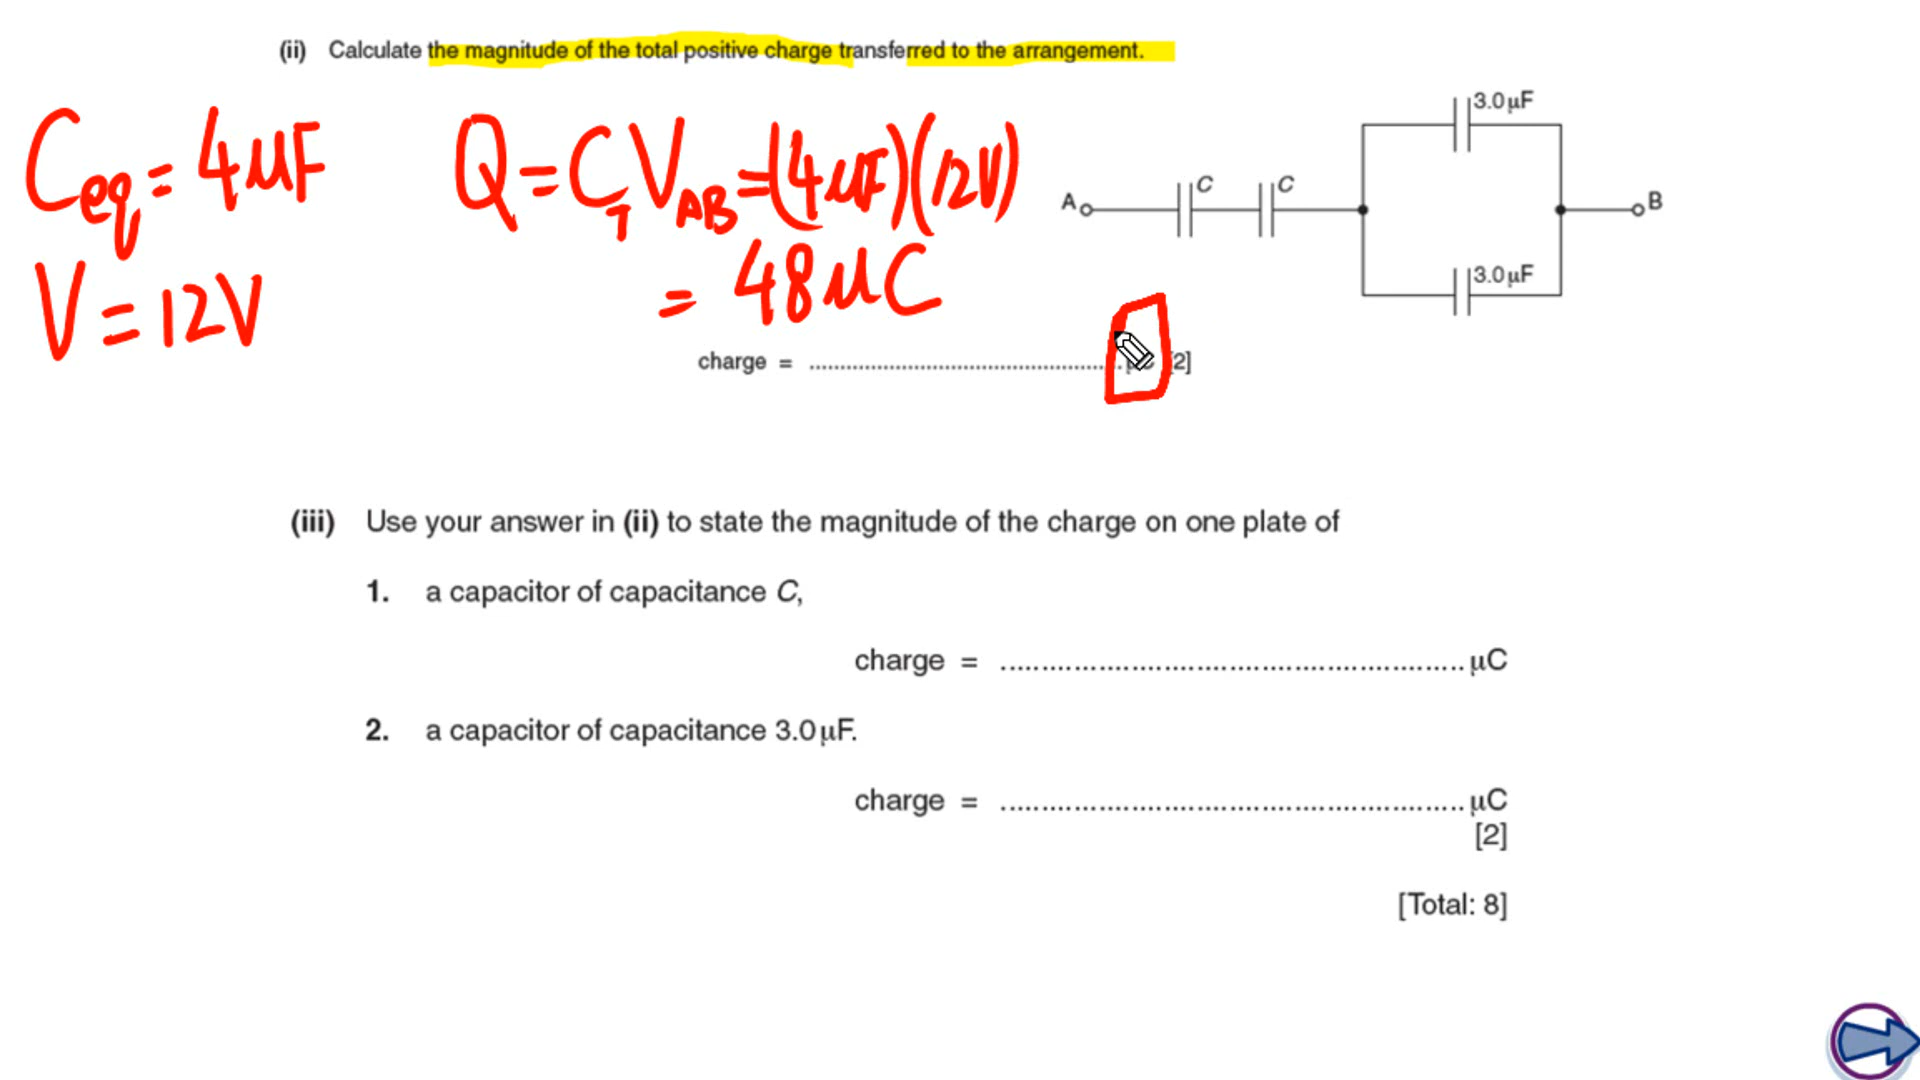 (ii) Calculate the magnitude of the total positive charge transferred to the arrangement.
Ceq = 4μF
Q = CT VAB = (4μF)(12V)
= 48μC
V = 12V
3.0μF
A
C
C
B
3.0μF
charge = .................................................. [2]
(iii) Use your answer in (ii) to state the magnitude of the charge on one plate of
1. a capacitor of capacitance C,
charge = ........................................................ μC
2. a capacitor of capacitance 3.0μF.
charge = ........................................................ μC
[2]
[Total: 8]